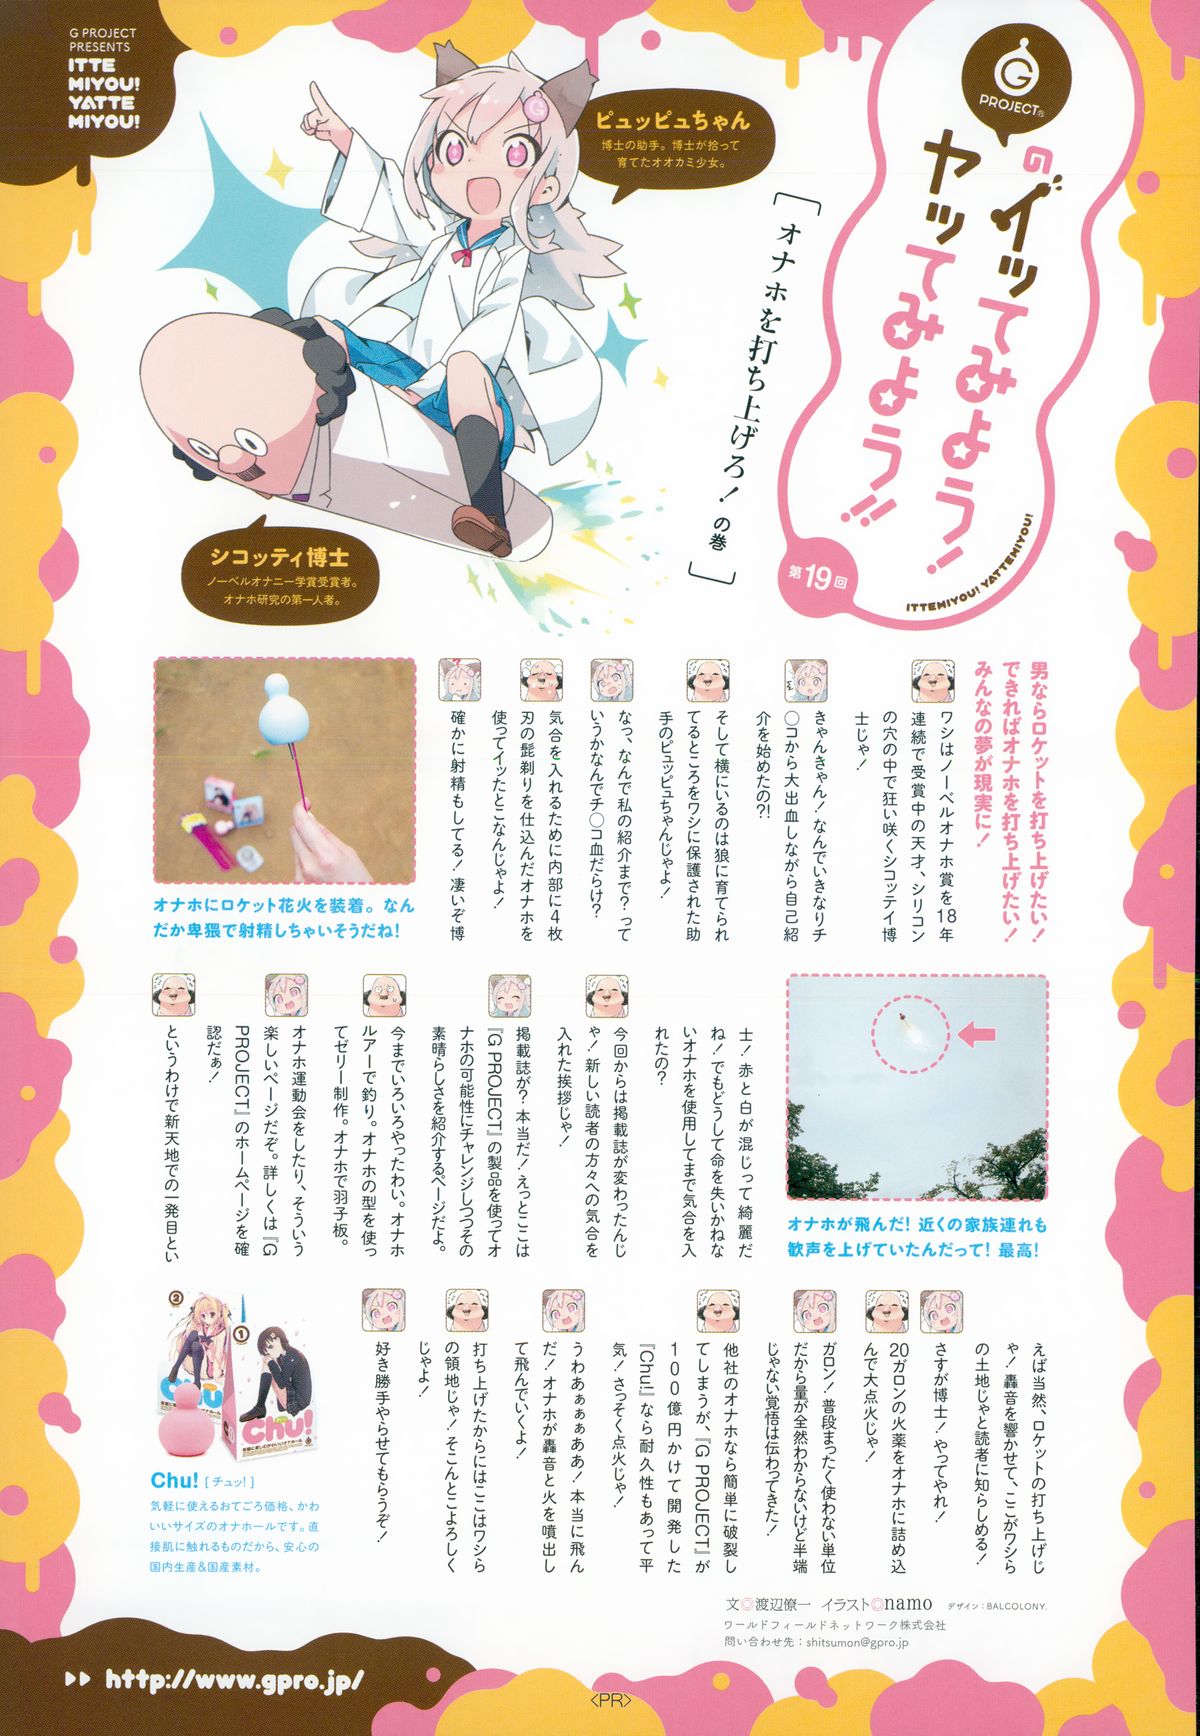 G PROJECT
PRESENTS
ITTE
MIYOU!
YATTE
MIYOU!
G
PROJECT®
のイッてみよう!
ヤッてみよう!!
ITTEMIYOU! YATTEMIYOU!
第19回
オナホを打ち上げろ!の巻
ピュッピュちゃん
博士の助手。博士が拾って
育てたオオカミ少女。
シコッティ博士
ノーベルオナニー学賞受賞者。
オナホ研究の第一人者。
男ならロケットを打ち上げたい!
できればオナホを打ち上げたい!
みんなの夢が現実に!
ワシはノーベルオナホ賞を18年
連続で受賞中の天才、シリコン
の穴の中で狂い咲くシコッテイ博
士じゃ!
きゃんきゃん!なんでいきなりチ
〇コから大出血しながら自己紹
介を始めたの?!
そして横にいるのは狼に育てられ
てるところをワシに保護された助
手のピュッピュちゃんじゃよ!
なっ、なんで私の紹介まで?って
いうかなんでチ〇コ血だらけ?
気合を入れるために内部に4枚
刃の髭剃りを仕込んだオナホを
使ってイッたとこなんじゃよ!
確かに射精もしてる!凄いぞ博
オナホにロケット花火を装着。なん
だか卑猥で射精しちゃいそうだね!
オナホが飛んだ!近くの家族連れも
歓声を上げていたんだって!最高!
士!赤と白が混じって綺麗だ
ね!でもどうして命を失いかねな
いオナホを使用してまで気合を入
れたの?
今回からは掲載誌が変わったんじ
ゃ!新しい読者の方々への気合を
入れた挨拶じゃ!
掲載誌が?本当だ!えっとここは
『G PROJECT』の製品を使ってオ
ナホの可能性にチャレンジしつつその
素晴らしさを紹介するページだよ。
今までいろいろやったわい。オナホ
ルアーで釣り。オナホの型を使っ
てゼリー制作。オナホで羽子板。
オナホ運動会をしたり、そういう
楽しいページだぞ。詳しくは『G
PROJECT』のホームページを確
認だぁ!
というわけで新天地での一発目とい
えば当然、ロケットの打ち上げじ
ゃ!轟音を響かせて、ここがワシら
の土地じゃと読者に知らしめる!
さすが博士!やってやれ!
20ガロンの火薬をオナホに詰め込
んで大点火じゃ!
ガロン!普段まったく使わない単位
だから量が全然わからないけど半端
じゃない覚悟は伝わってきた!
他社のオナホなら簡単に破裂し
てしまうが、『G PROJECT』が
100億円かけて開発した
『Chu!』なら耐久性もあって平
気!さっそく点火じゃ!
うわあぁぁぁああ!本当に飛ん
だ!オナホが轟音と火を噴出し
て飛んでいくよ!
打ち上げたからにはここはワシら
の領地じゃ!そこんとこよろしく
じゃよ!
好き勝手やらせてもらうぞ!
2
1
Chu!
Chu!
Chu! [チュッ!]
気軽に使えるおてごろ価格、かわ
いいサイズのオナホールです。直
接肌に触れるものだから、安心の
国内生産&国産素材。
文◎渡辺僚一 イラスト◎namo デザイン:BALCOLONY.
ワールドフィールドネットワーク株式会社
問い合わせ先:shitsumon@gpro.jp
http://www.gpro.jp/
<PR>